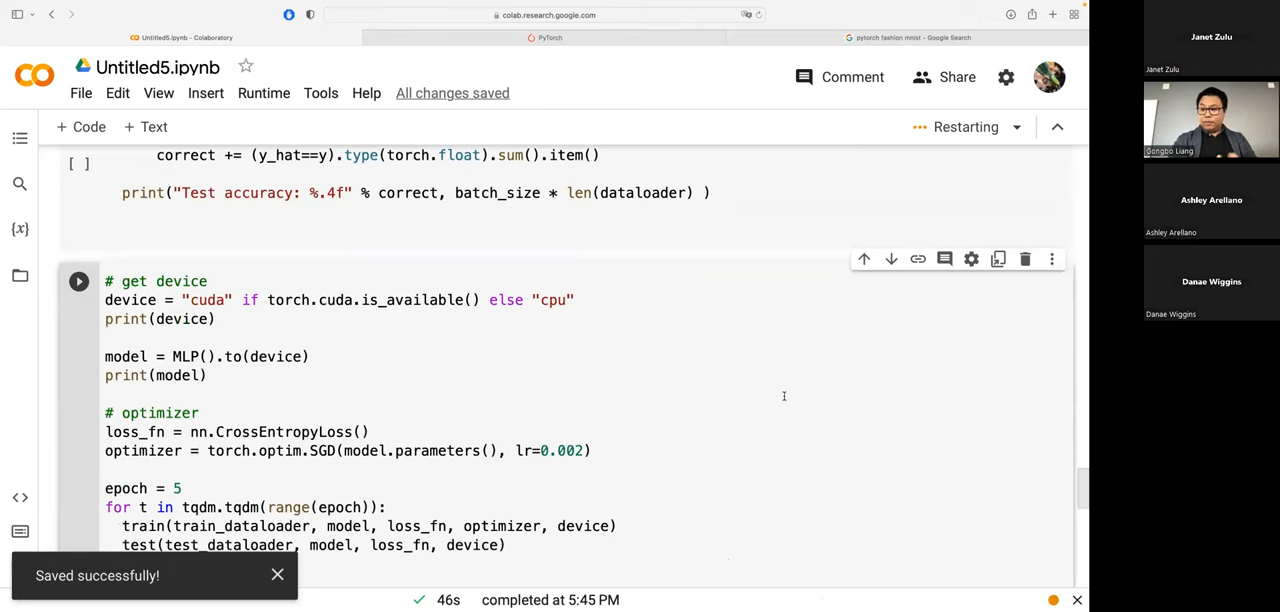 colab.research.google.com
Untitled5.ipynb - Colaboratory
PyTorch
pytorch fashion mnist - Google Search
Untitled5.ipynb
Comment
Share
File Edit View Insert Runtime Tools Help All changes saved
+ Code + Text
Restarting
[ ]
correct += (y_hat==y).type(torch.float).sum().item()
print("Test accuracy: %.4f" % correct, batch_size * len(dataloader) )
{x}
# get device
device = "cuda" if torch.cuda.is_available() else "cpu"
print(device)
model = MLP().to(device)
print(model)
# optimizer
loss_fn = nn.CrossEntropyLoss()
optimizer = torch.optim.SGD(model.parameters(), lr=0.002)
epoch = 5
for t in tqdm.tqdm(range(epoch)):
train(train_dataloader, model, loss_fn, optimizer, device)
test(test_dataloader, model, loss_fn, device)
Saved successfully!
46s completed at 5:45 PM
Janet Zulu
Janet Zulu
Gongbo Liang
Ashley Arellano
Ashley Arellano
Danae Wiggins
Danae Wiggins